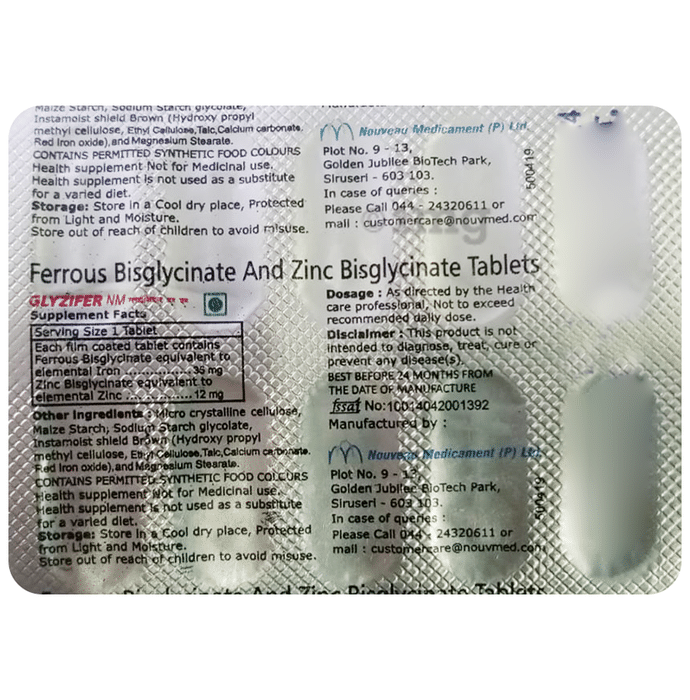 Maize Starch, Sodium Starch glycolate,
Instamoist shield Brown (Hydroxy propyl
methyl cellulose, Ethyl Cellulose,Talc,Calcium carbonate,
Red Iron oxide),and Magnesium Stearate.
CONTAINS PERMITTED SYNTHETIC FOOD COLOURS
Health supplement Not for Medicinal use.
Health supplement is not used as a substitute
for a varied diet.
Storage: Store in a Cool dry place, Protected
from Light and Moisture.
Store out of reach of children to avoid misuse.
Nouveau Medicament (P) Ltd.
Plot No. 9 - 13,
Golden Jubilee BioTech Park,
Siruseri - 603 103.
In case of queries :
Please Call 044 - 24320611 or
mail : customercare@nouvmed.com
500419
Ferrous Bisglycinate And Zinc Bisglycinate Tablets
GLYZIFER NM
Supplement Facts
Serving Size 1 Tablet
Each film coated tablet contains
Ferrous Bisglycinate equivalent to
elemental Iron .................. 35 mg
Zinc Bisglycinate equivalent to
elemental Zinc .................. 12 mg
Other Ingredients : Micro crystalline cellulose,
Maize Starch, Sodium Starch glycolate,
Instamoist shield Brown (Hydroxy propyl
methyl cellulose, Ethyl Cellulose,Talc,Calcium carbonate,
Red Iron oxide),and Magnesium Stearate.
CONTAINS PERMITTED SYNTHETIC FOOD COLOURS
Health supplement Not for Medicinal use.
Health supplement is not used as a substitute
for a varied diet.
Storage: Store in a Cool dry place, Protected
from Light and Moisture.
Store out of reach of children to avoid misuse.
Dosage : As directed by the Health
care professional, Not to exceed
recommended daily dose.
Disclaimer : This product is not
intended to diagnose, treat, cure or
prevent any disease(s).
BEST BEFORE 24 MONTHS FROM
THE DATE OF MANUFACTURE
fssai No:10014042001392
Manufactured by :
Nouveau Medicament (P) Ltd.
Plot No. 9 - 13,
Golden Jubilee BioTech Park,
Siruseri - 603 103.
In case of queries :
Please Call 044 - 24320611 or
mail : customercare@nouvmed.com
500419
Ferrous Bisglycinate And Zinc Bisglycinate Tablets